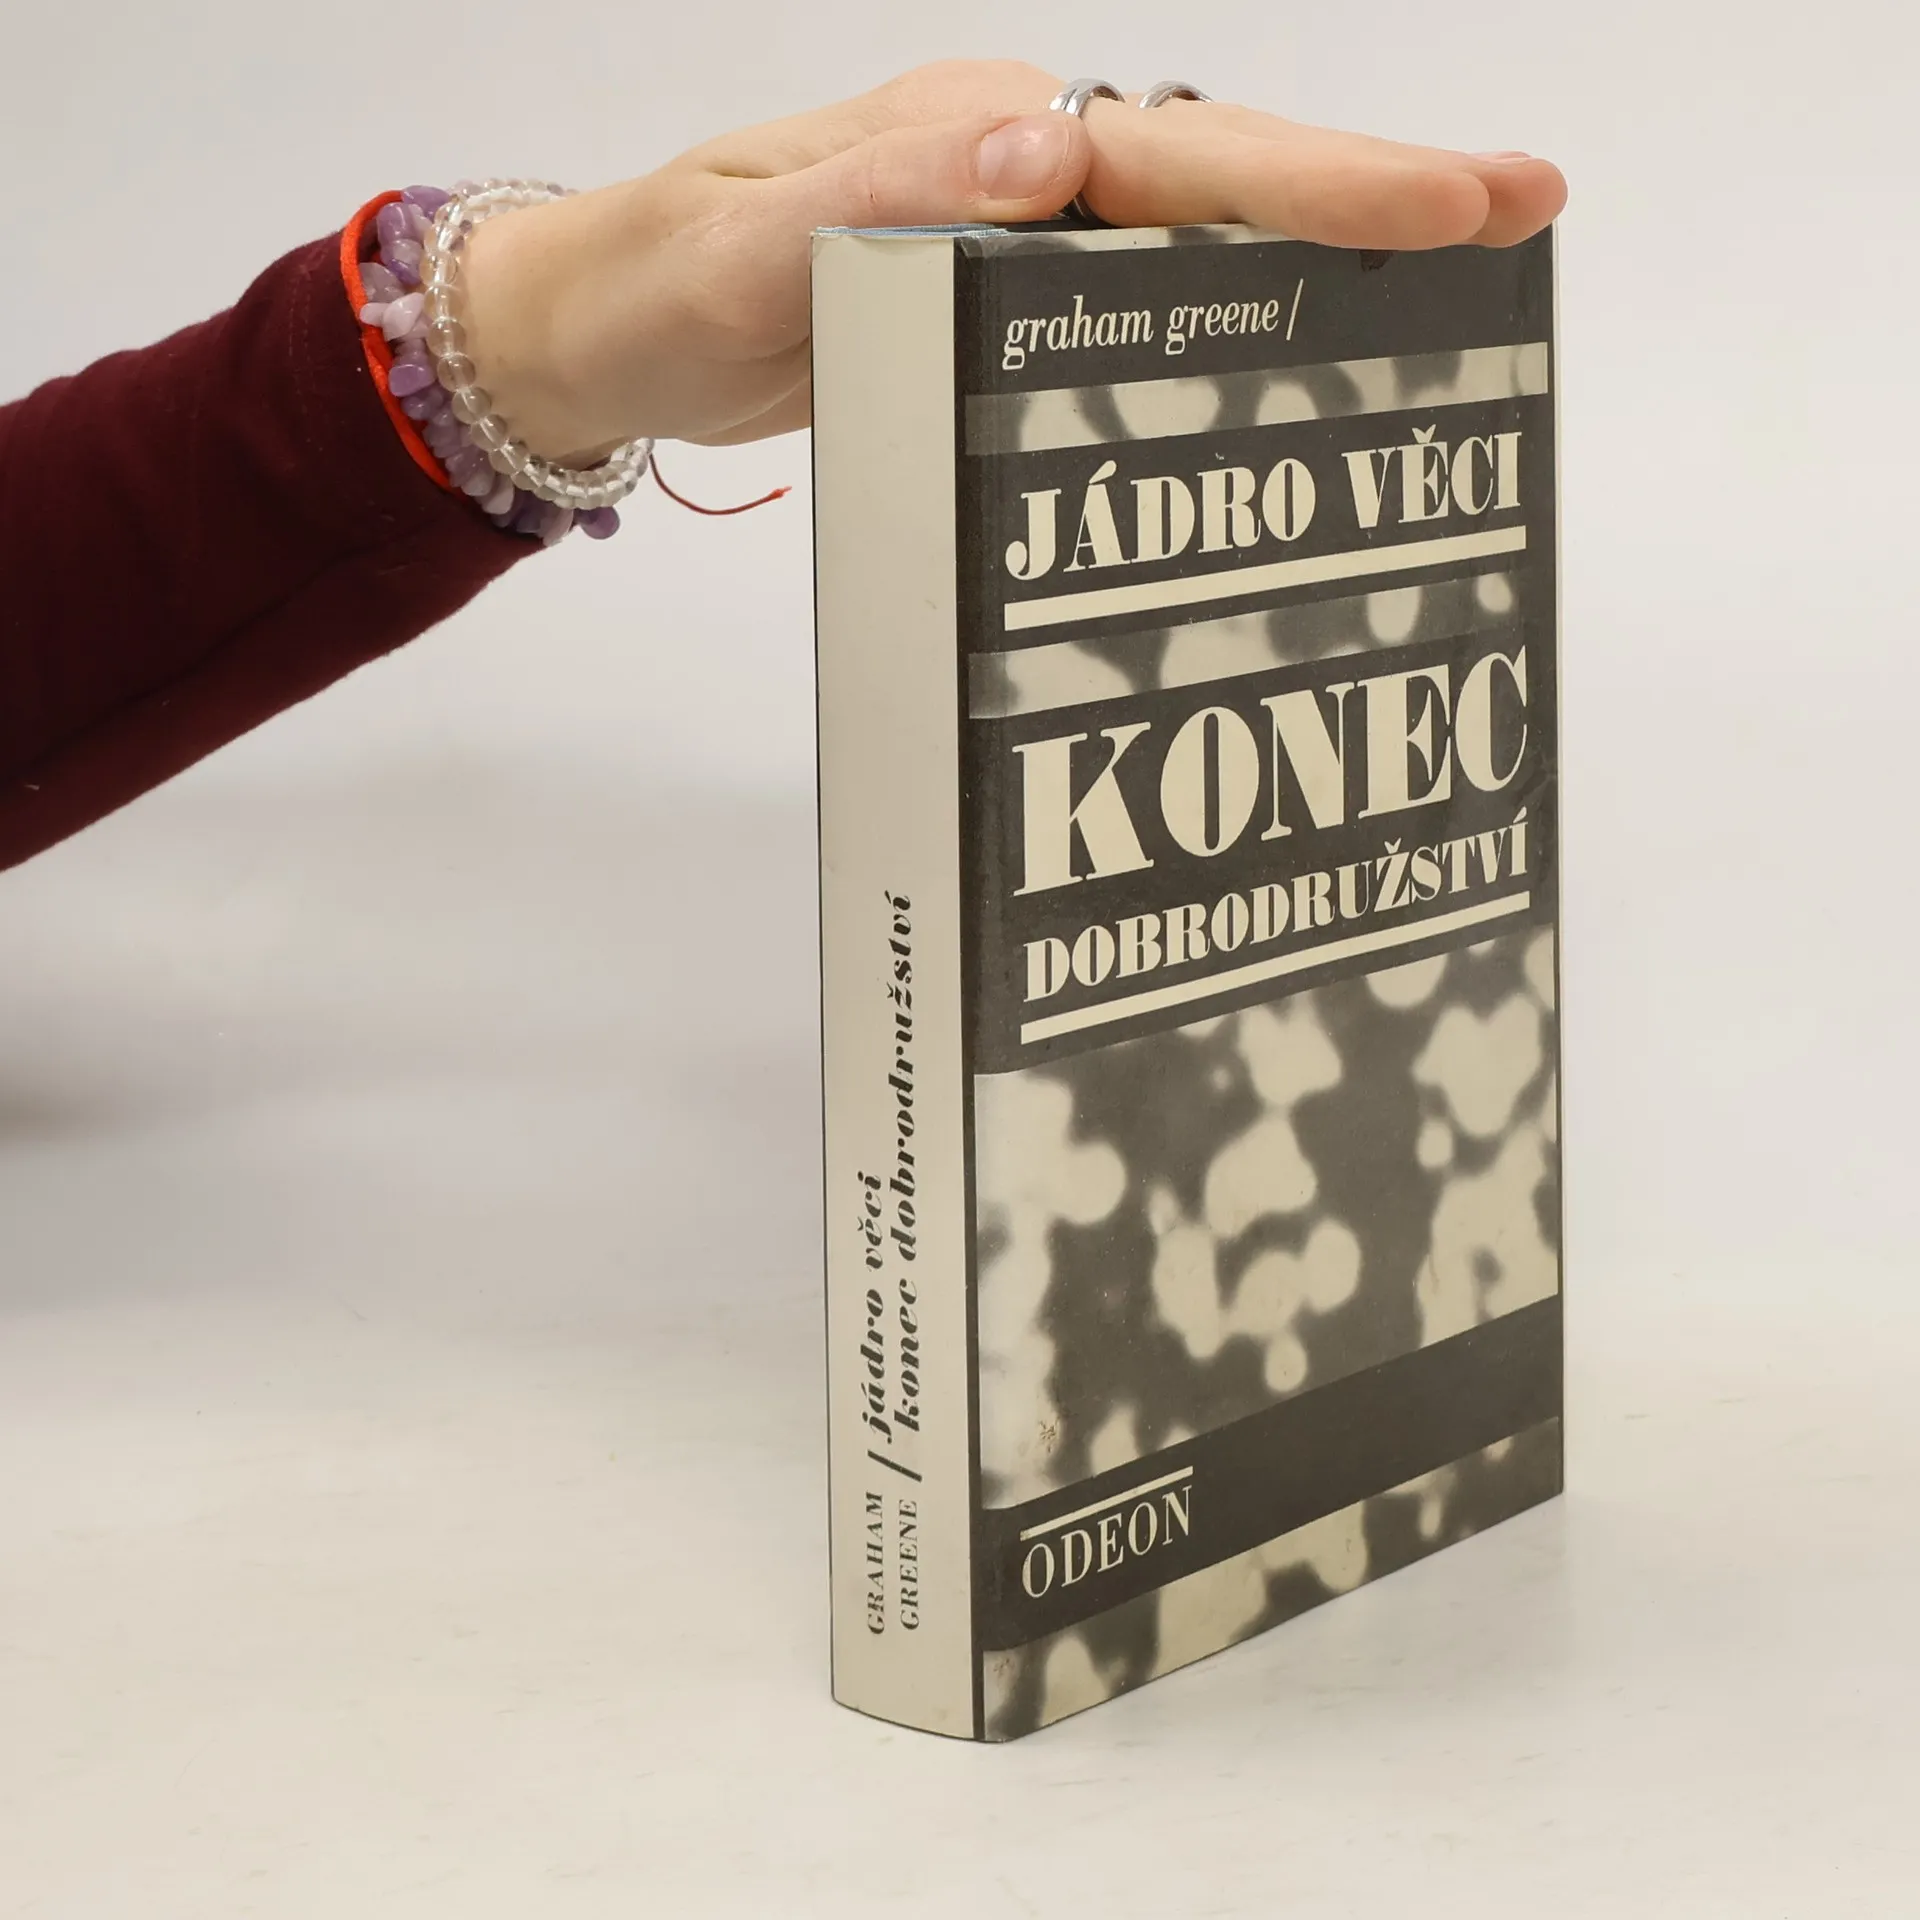 graham greene /
JÁDRO VĚCI
KONEC
DOBRODRUŽSTVÍ
ODEON
GRAHAM / jádro věci
GREENE / konec dobrodružství